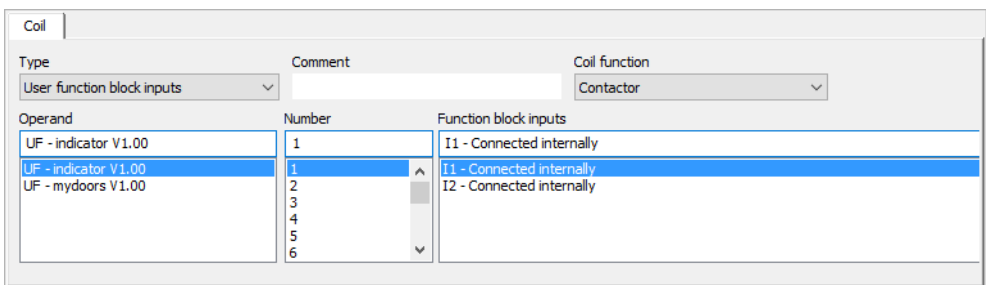 Coil
Type Comment Coil function
User function block inputs Contactor
Operand Number Function block inputs
UF - indicator V1.00 1 I1 - Connected internally
UF - indicator V1.00 1 I1 - Connected internally
UF - mydoors V1.00 2 I2 - Connected internally
3
4
5
6